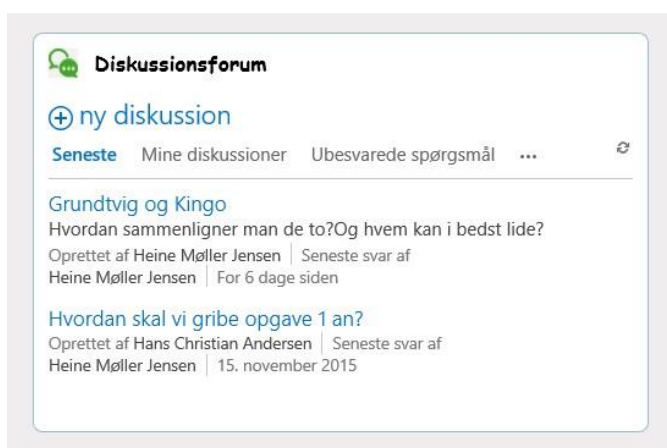 Diskussionsforum
ny diskussion
Seneste Mine diskussioner Ubesvarede spørgsmål ...
Grundtvig og Kingo
Hvordan sammenligner man de to?Og hvem kan i bedst lide?
Oprettet af Heine Møller Jensen | Seneste svar af
Heine Møller Jensen | For 6 dage siden
Hvordan skal vi gribe opgave 1 an?
Oprettet af Hans Christian Andersen | Seneste svar af
Heine Møller Jensen | 15. november 2015